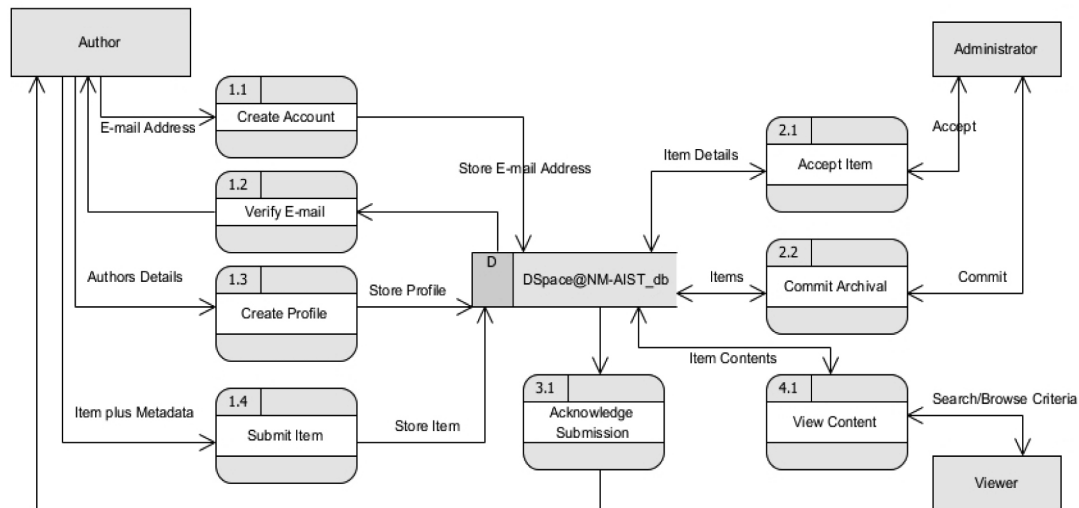 Author
Administrator
1.1
Create Account
E-mail Address
2.1
Accept Item
Accept
Item Details
Store E-mail Address
1.2
Verify E-mail
D
DSpace@NM-AIST_db
Authors Details
1.3
Create Profile
Store Profile
2.2
Commit Archival
Items
Commit
Item Contents
3.1
Acknowledge
Submission
4.1
View Content
Search/Browse Criteria
Item plus Metadata
1.4
Submit Item
Store Item
Viewer